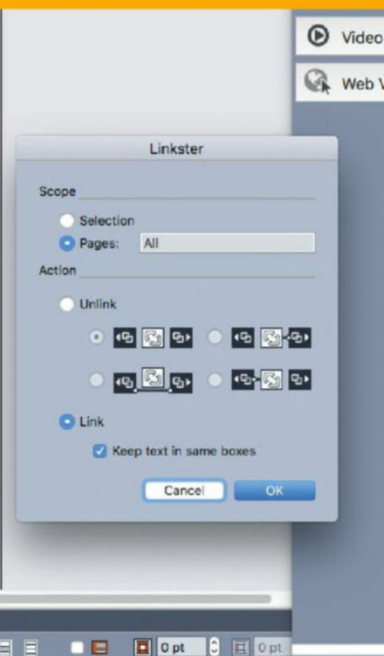 Video
Web V
Linkster
Scope
Selection
Pages: All
Action
Unlink
Link
Keep text in same boxes
Cancel
OK
0 pt
0 pt